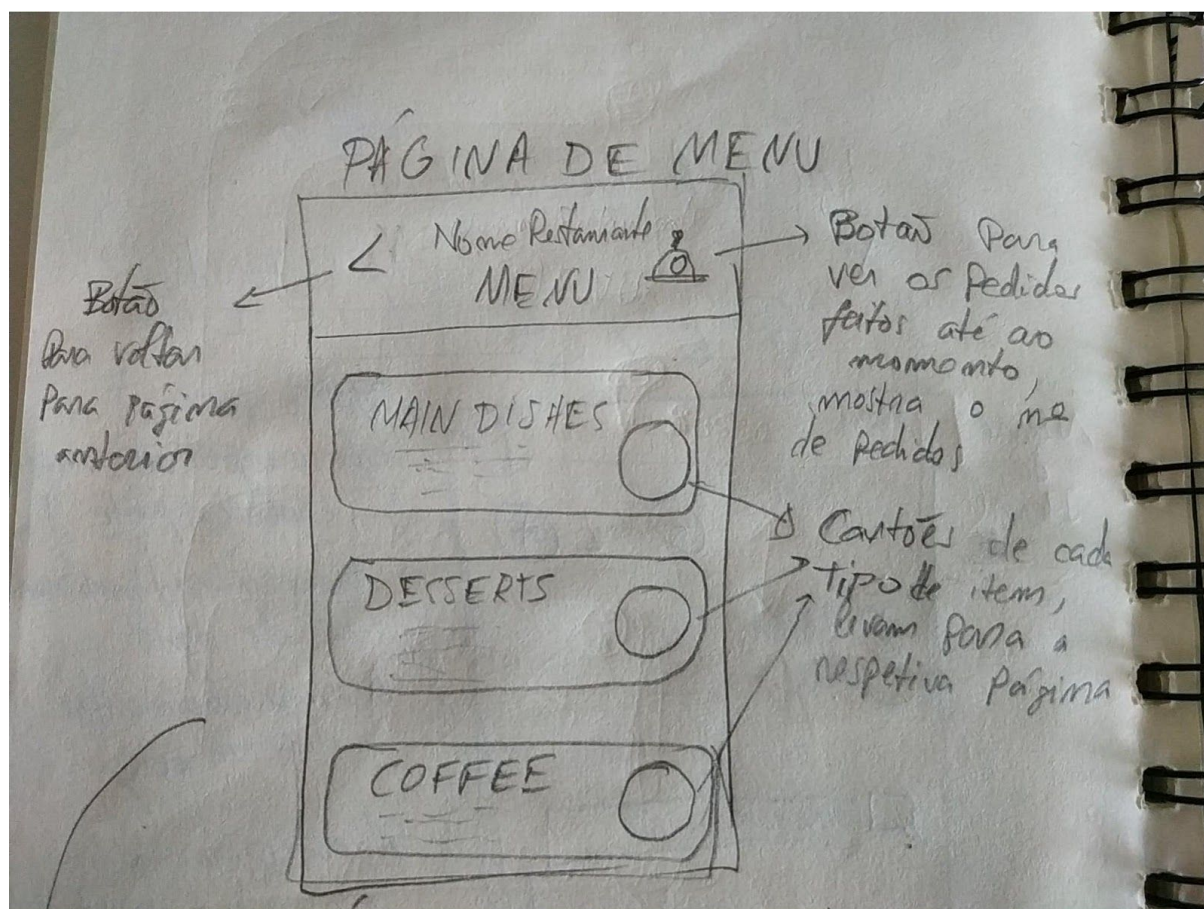 PÁGINA DE MENU
<
Nome Restaurante
MENU
Botão
para voltar
para página
anterior
Botão para
ver os pedidos
feitos até ao
mommento,
mostra o nº
de pedidos
MAIN DISHES
DESSERTS
COFFEE
Cartões de cada
tipo de item,
levam para a
respetiva página